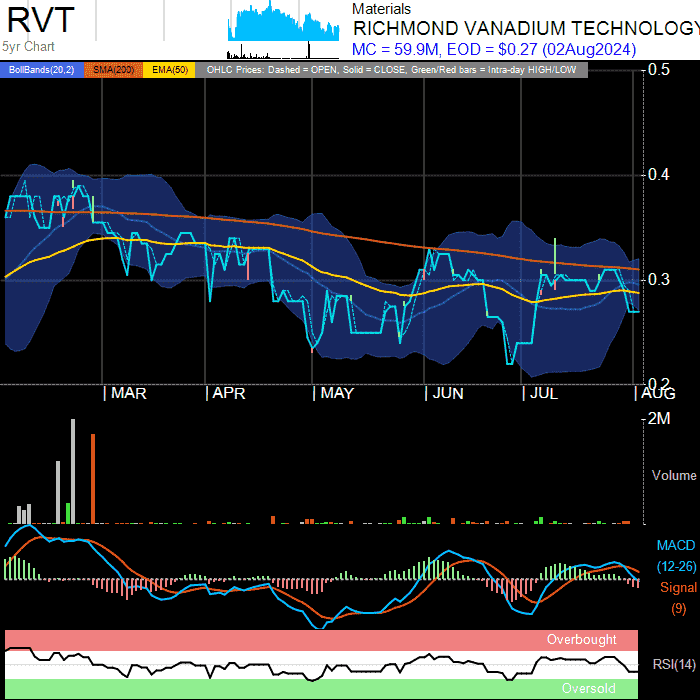 RVT
5yr Chart
Materials
RICHMOND VANADIUM TECHNOLOGY
MC = 59.9M, EOD = $0.27 (02Aug2024)
BollBands(20,2) SMA(200) EMA(50) OHLC Prices: Dashed = OPEN, Solid = CLOSE, Green/Red bars = Intra-day HIGH/LOW
0.5
0.4
0.3
0.2
MAR APR MAY JUN JUL AUG
2M
Volume
MACD
(12-26)
Signal
(9)
Overbought
RSI(14)
Oversold